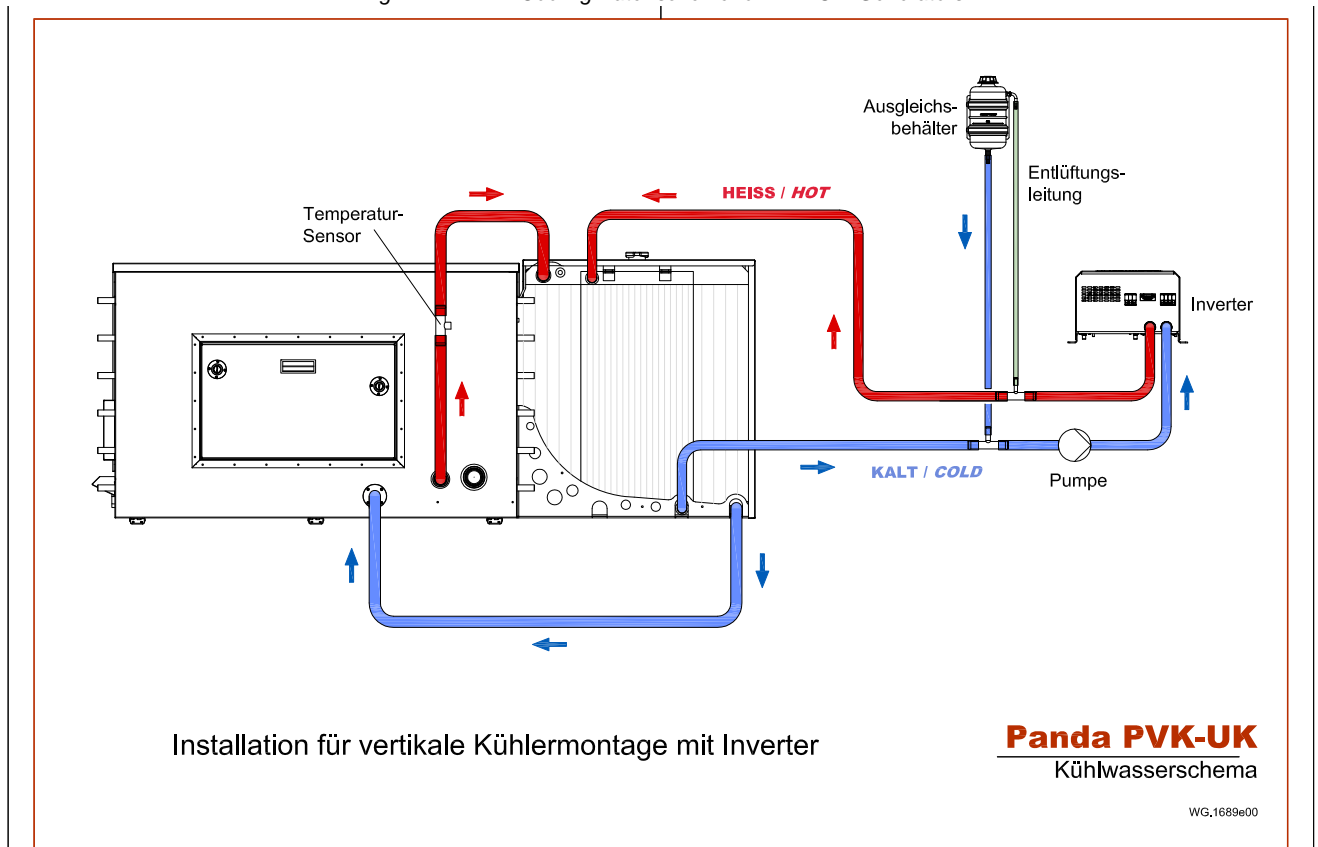 Ausgleichs-
behälter
Entlüftungs-
leitung
HEISS / HOT
Temperatur-
Sensor
Inverter
KALT / COLD
Pumpe
Installation für vertikale Kühlermontage mit Inverter
Panda PVK-UK
Kühlwasserschema
WG.1689e00